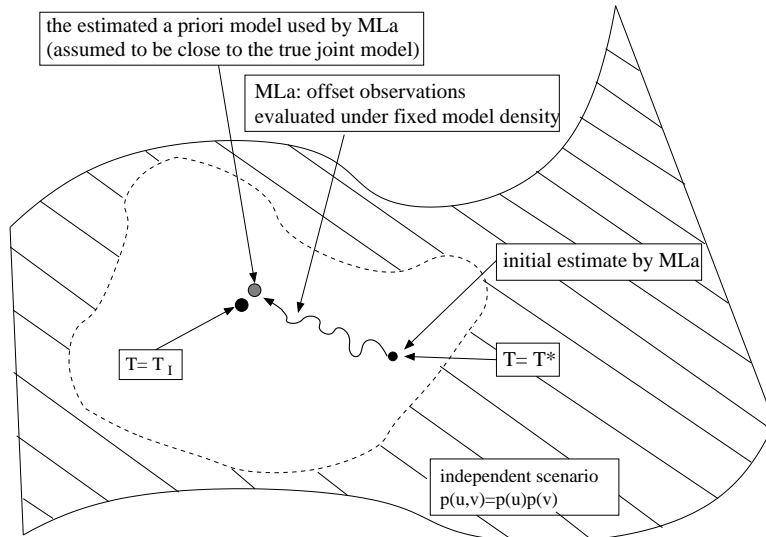 the estimated a priori model used by MLa
(assumed to be close to the true joint model)
MLa: offset observations
evaluated under fixed model density
initial estimate by MLa
T= T I
T= T*
independent scenario
p(u,v)=p(u)p(v)